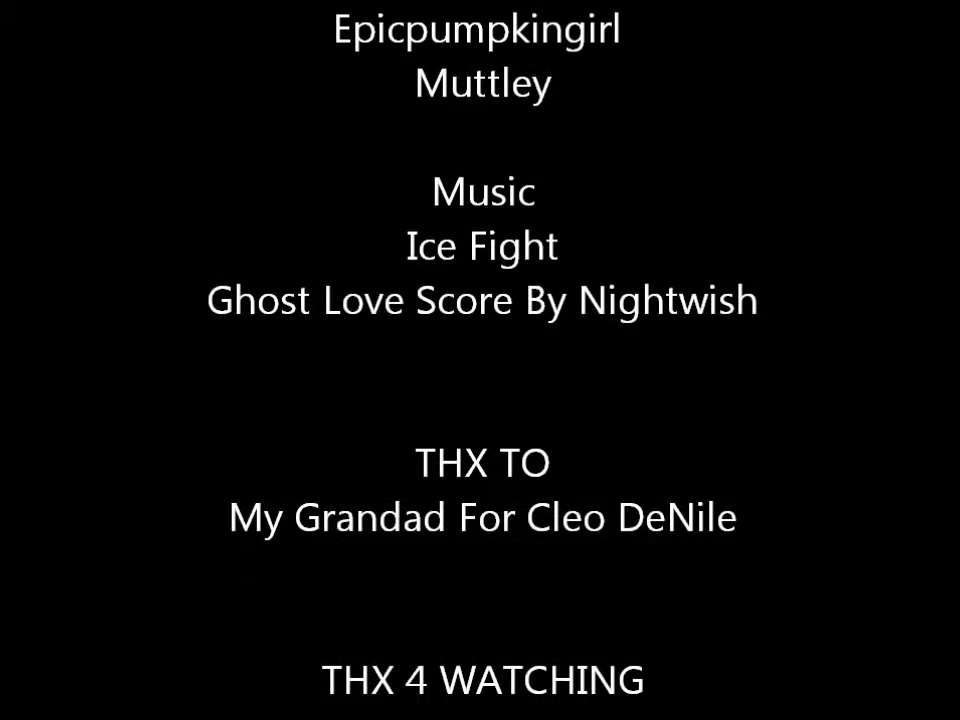 Epicpumpkingirl
Muttley
Music
Ice Fight
Ghost Love Score By Nightwish
THX TO
My Grandad For Cleo DeNile
THX 4 WATCHING